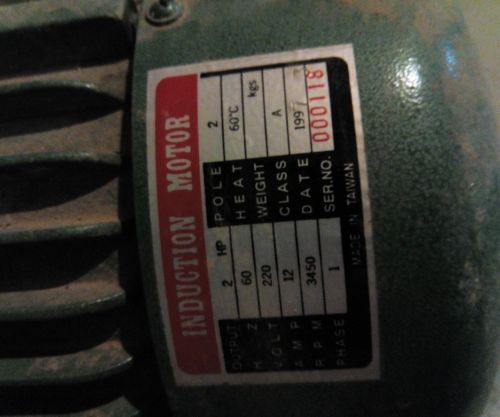 INDUCTION MOTOR
OUTPUT 2 HP POLE 2
HZ 60 HEAT 60°C
VOLT 220 WEIGHT kgs
AMP. 12 CLASS A
RPM 3450 DATE 199
PHASE 1 SER.NO. 000118
MADE IN TAIWAN